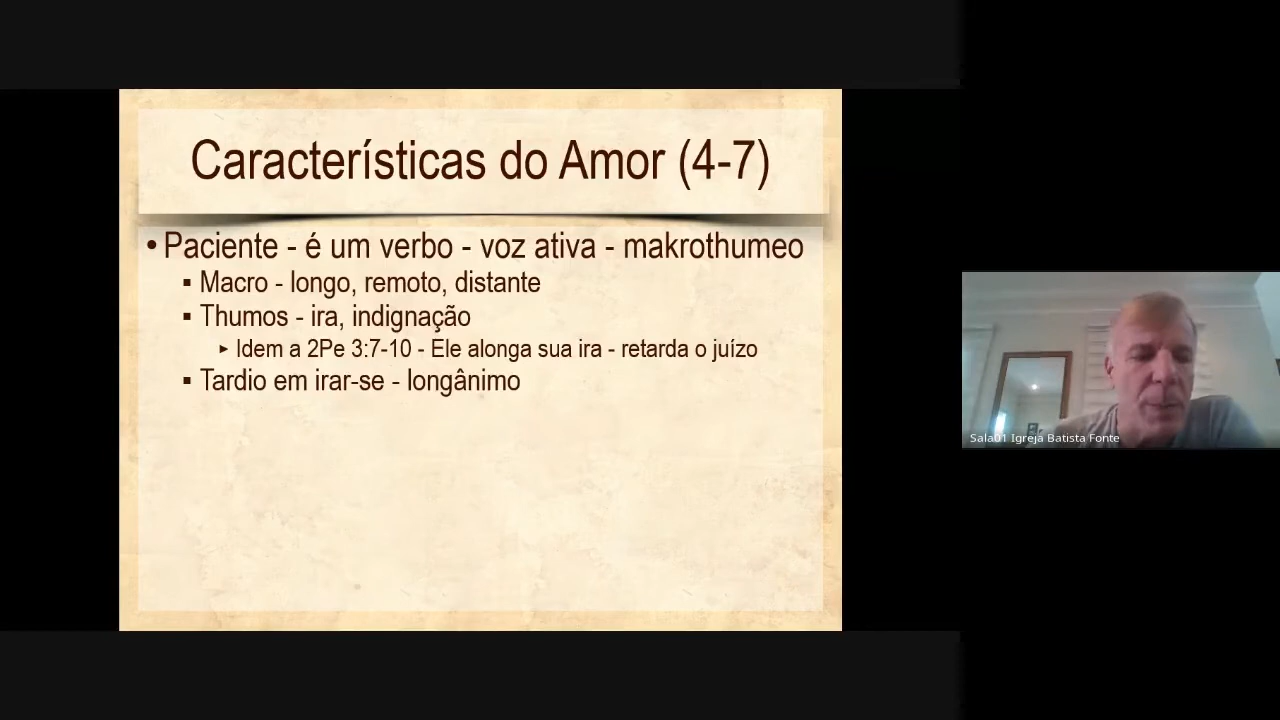 Características do Amor (4-7)
• Paciente - é um verbo - voz ativa - makrothumeo
▪ Macro - longo, remoto, distante
▪ Thumos - ira, indignação
▸ Idem a 2Pe 3:7-10 - Ele alonga sua ira - retarda o juízo
▪ Tardio em irar-se - longânimo
Sala01 Igreja Batista Fonte